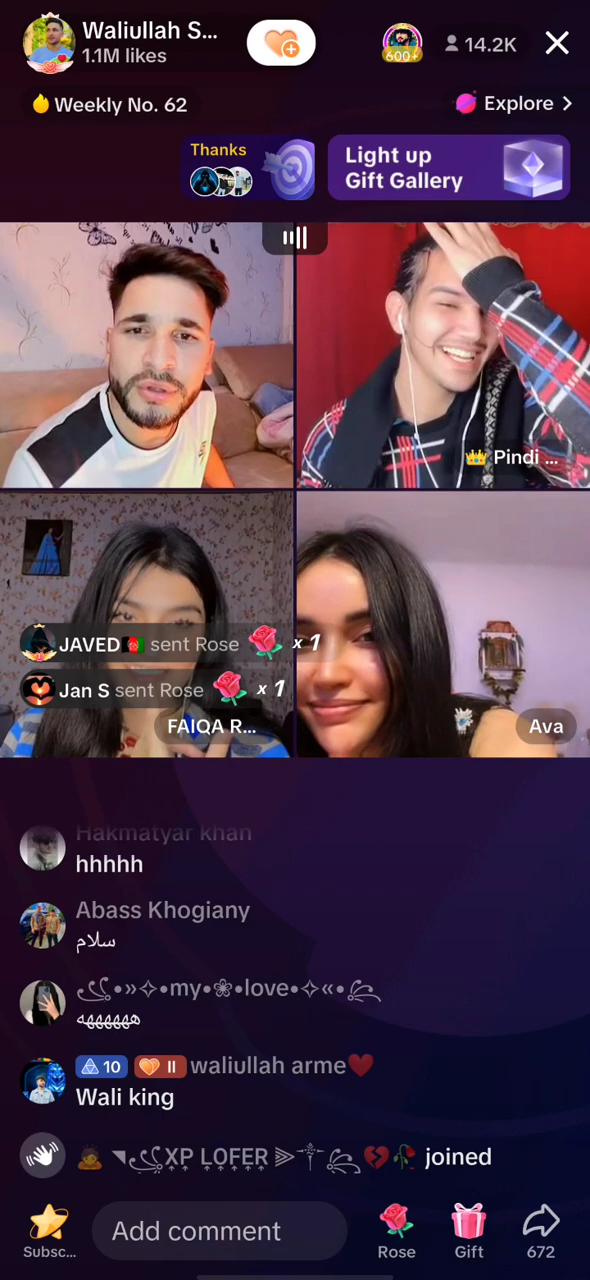 Waliullah S...
1.1M likes
600+
14.2K
Weekly No. 62
Explore
Thanks
Light up
Gift Gallery
Pindi ...
JAVED🇦🇫 sent Rose x 1
Jan S sent Rose x 1
FAIQA R...
Ava
Hakmatyar khan
hhhhh
Abass Khogiany
سلام
•»✧•my•❀•love•✧«•
ههههههه
10 II waliullah arme❤️
Wali king
XP LOFER joined
Subsc...
Add comment
Rose
Gift
672